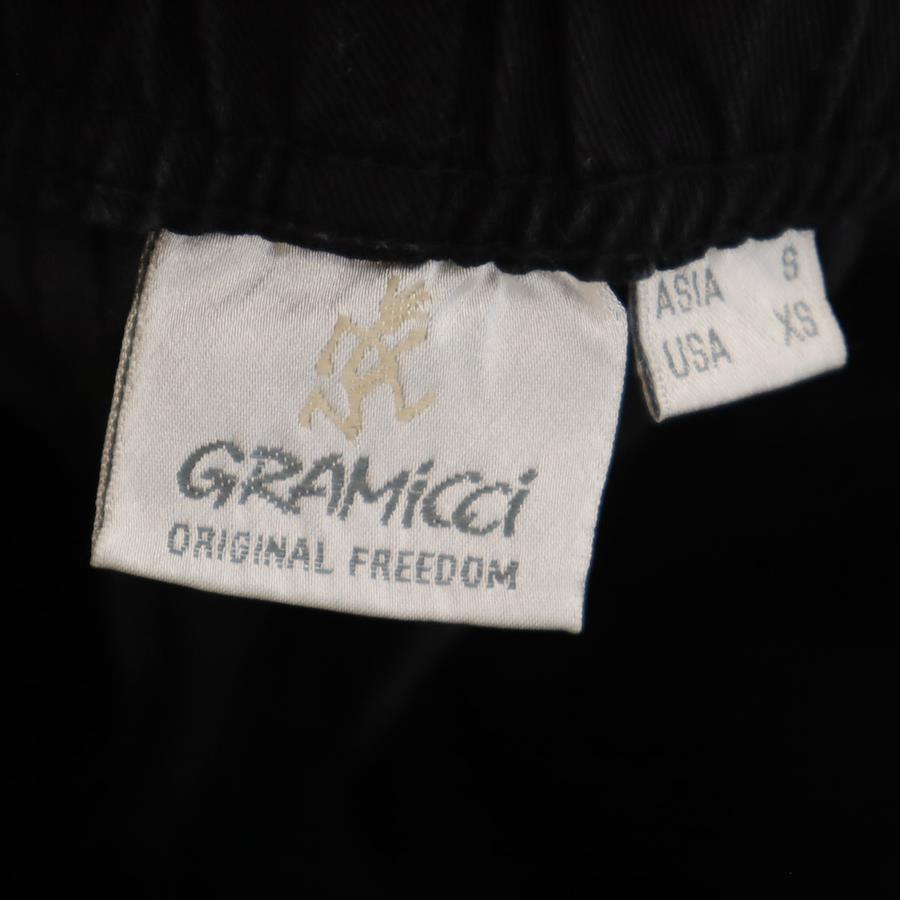 GRAMiCCi
ORIGINAL FREEDOM
ASIA S
USA XS